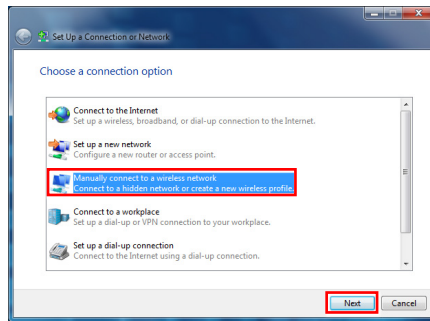 Set Up a Connection or Network
Choose a connection option
Connect to the Internet
Set up a wireless, broadband, or dial-up connection to the Internet.
Set up a new network
Configure a new router or access point.
Manually connect to a wireless network
Connect to a hidden network or create a new wireless profile.
Connect to a workplace
Set up a dial-up or VPN connection to your workplace.
Set up a dial-up connection
Connect to the Internet using a dial-up connection.
Next Cancel